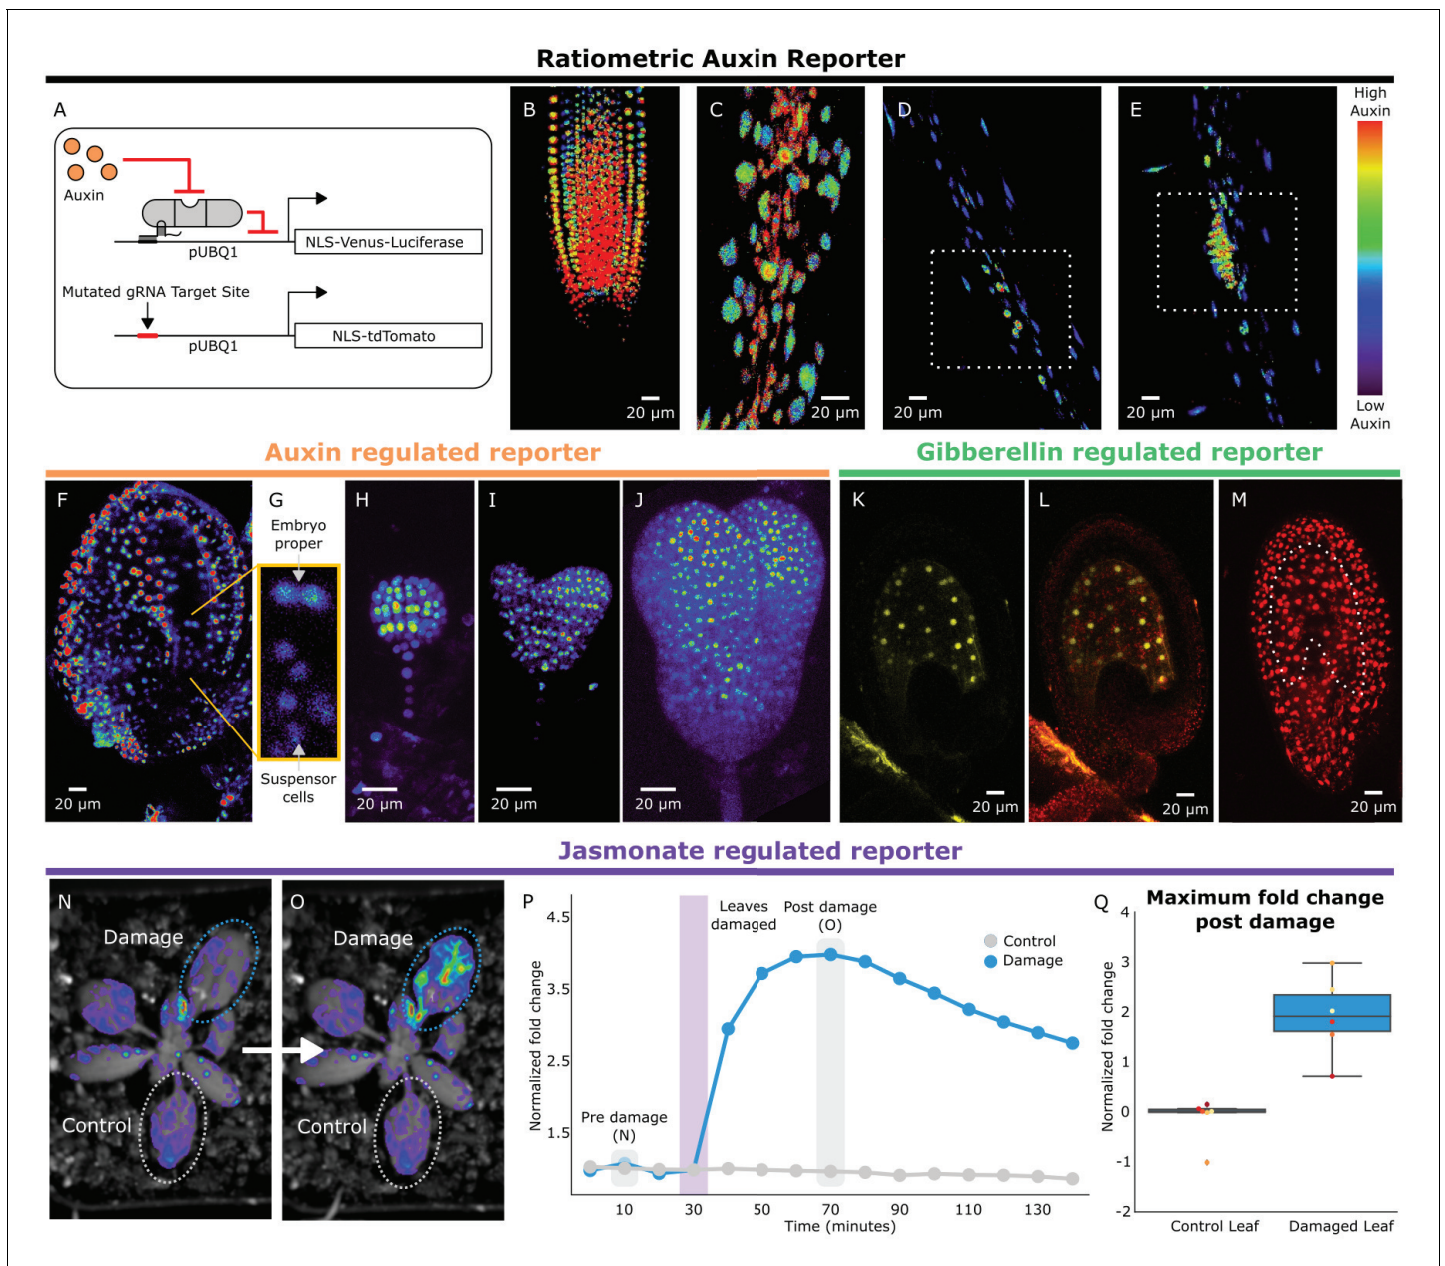 Ratiometric Auxin Reporter
A
Auxin
pUBQ1
NLS-Venus-Luciferase
Mutated gRNA Target Site
pUBQ1
NLS-tdTomato
B
20 µm
C
20 µm
D
20 µm
E
20 µm
High
Auxin
Low
Auxin
Auxin regulated reporter
Gibberellin regulated reporter
F
20 µm
G
Embryo
proper
Suspensor
cells
H
20 µm
I
20 µm
J
20 µm
K
20 µm
L
20 µm
M
20 µm
Jasmonate regulated reporter
N
Damage
Control
O
Damage
Control
P
Normalized fold change
4.5
3.5
2.5
1.5
Pre damage
(N)
Leaves
damaged
Post damage
(O)
Control
Damage
10
30
50
70
90
110
130
Time (minutes)
Q
Maximum fold change
post damage
Normalized fold change
4
3
2
1
0
-1
-2
Control Leaf
Damaged Leaf